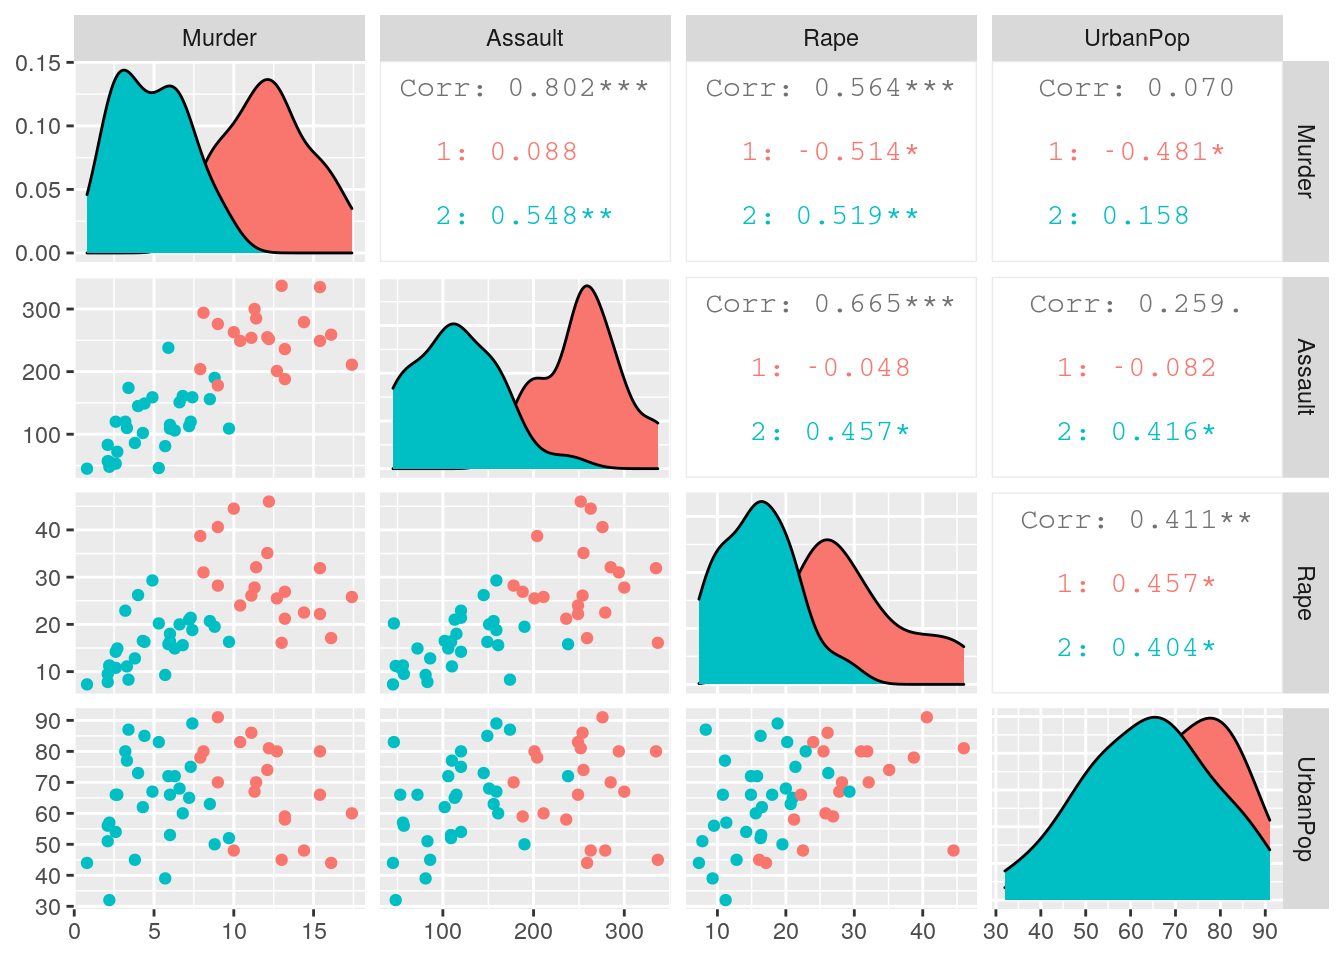 Murder Assault Rape UrbanPop
0.15
0.10
0.05
0.00
Corr: 0.802***
1: 0.088
2: 0.548**
Corr: 0.564***
1: -0.514*
2: 0.519**
Corr: 0.070
1: -0.481*
2: 0.158
Murder
300
200
100
Corr: 0.665***
1: -0.048
2: 0.457*
Corr: 0.259.
1: -0.082
2: 0.416*
Assault
40
30
20
10
Corr: 0.411**
1: 0.457*
2: 0.404*
Rape
90
80
70
60
50
40
30
UrbanPop
0 5 10 15 100 200 300 10 20 30 40 30 40 50 60 70 80 90